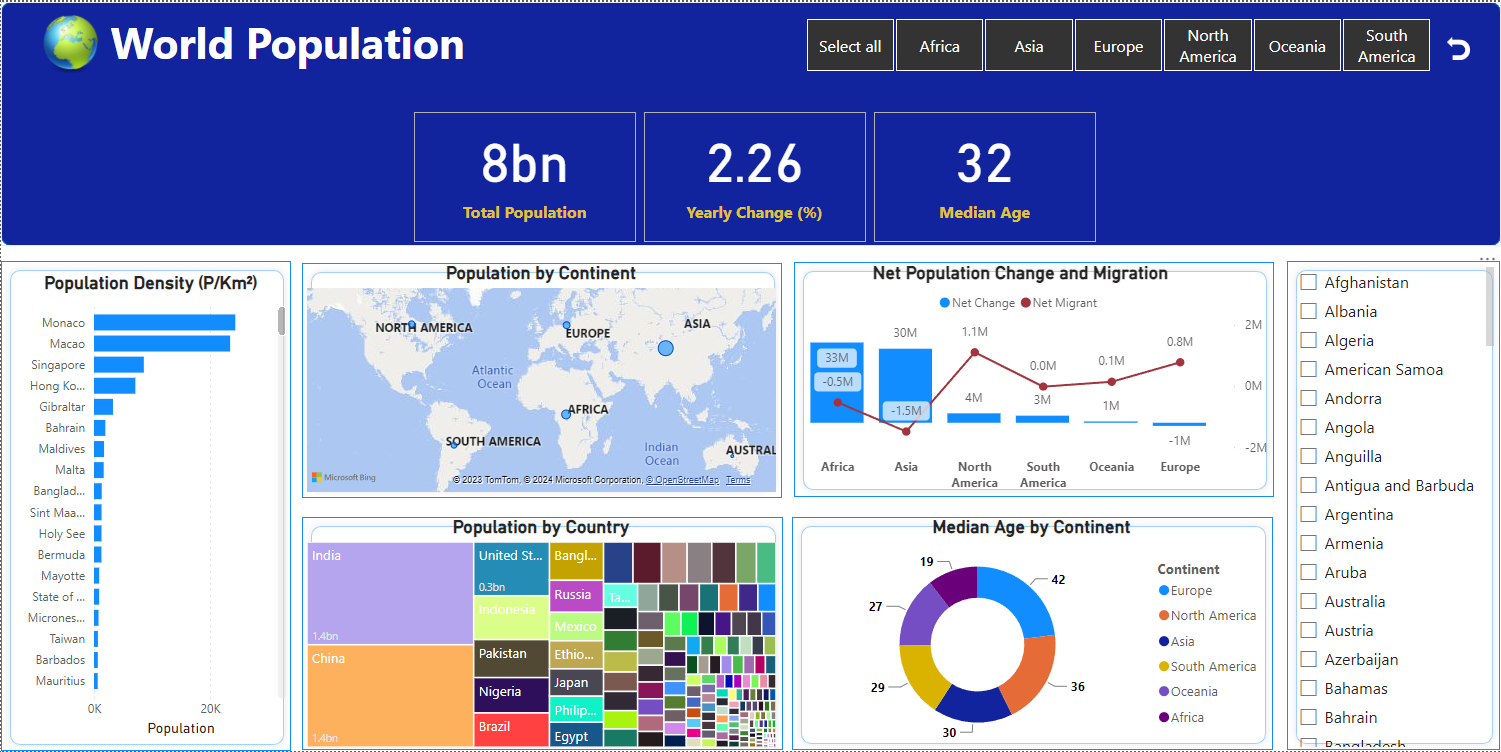 World Population
Select all
Africa
Asia
Europe
North
America
Oceania
South
America
8bn
Total Population
2.26
Yearly Change (%)
32
Median Age
Population Density (P/Km²)
Monaco
Macao
Singapore
Hong Ko...
Gibraltar
Bahrain
Maldives
Malta
Banglad...
Sint Maa...
Holy See
Bermuda
Mayotte
State of ...
Micrones...
Taiwan
Barbados
Mauritius
0K
20K
Population
Population by Continent
NORTH AMERICA
EUROPE
ASIA
Atlantic
Ocean
AFRICA
SOUTH AMERICA
Indian
Ocean
AUSTRAL
Microsoft Bing
© 2023 TomTom, © 2024 Microsoft Corporation, © OpenStreetMap Terms
Net Population Change and Migration
Net Change
Net Migrant
33M
-0.5M
30M
-1.5M
1.1M
4M
0.0M
3M
0.1M
1M
0.8M
-1M
2M
0M
-2M
Africa
Asia
North
America
South
America
Oceania
Europe
Population by Country
India
1.4bn
China
1.4bn
United St...
0.3bn
Indonesia
Pakistan
Nigeria
Brazil
Bangl...
Russia
Mexico
Ethio...
Japan
Philip...
Egypt
Ta...
Median Age by Continent
42
36
30
29
27
19
Continent
Europe
North America
Asia
South America
Oceania
Africa
Afghanistan
Albania
Algeria
American Samoa
Andorra
Angola
Anguilla
Antigua and Barbuda
Argentina
Armenia
Aruba
Australia
Austria
Azerbaijan
Bahamas
Bahrain
Bangladesh